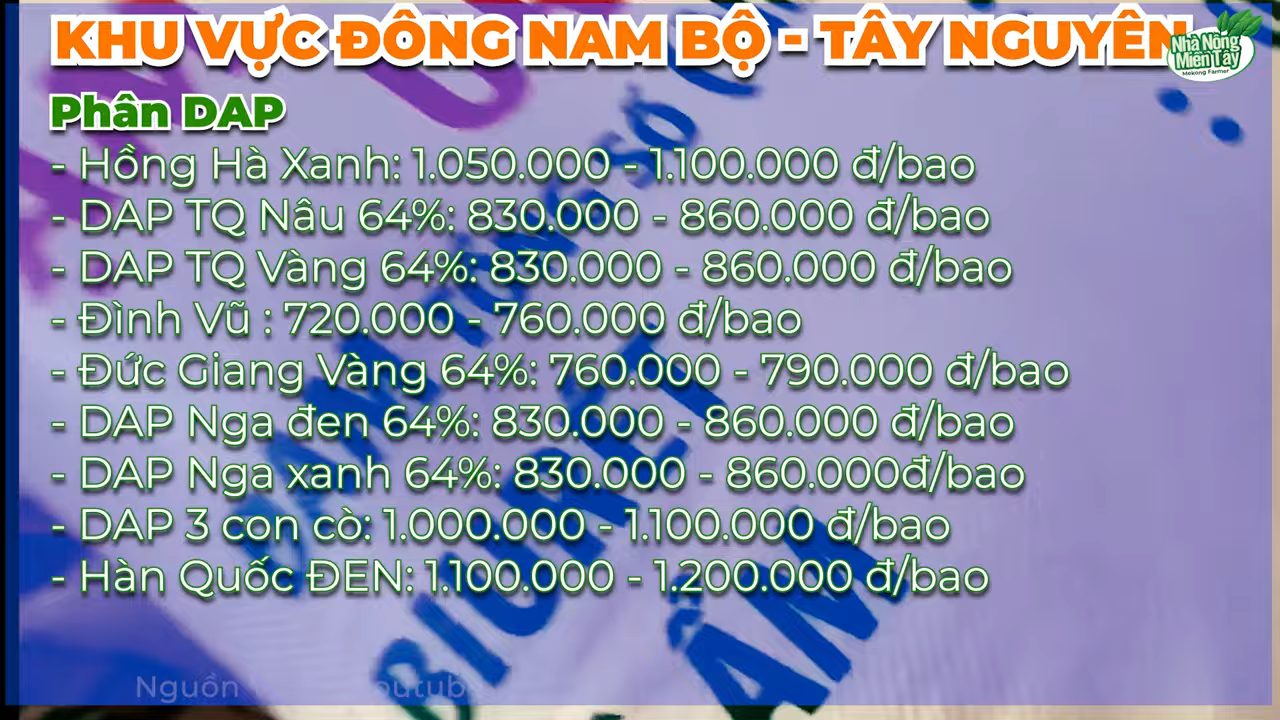 KHU VỰC ĐÔNG NAM BỘ - TÂY NGUYÊN
Nhà Nông
Miền Tây
Mekong Farmer
Phân DAP
- Hồng Hà Xanh: 1.050.000 - 1.100.000 đ/bao
- DAP TQ Nâu 64%: 830.000 - 860.000 đ/bao
- DAP TQ Vàng 64%: 830.000 - 860.000 đ/bao
- Đình Vũ : 720.000 - 760.000 đ/bao
- Đức Giang Vàng 64%: 760.000 - 790.000 đ/bao
- DAP Nga đen 64%: 830.000 - 860.000 đ/bao
- DAP Nga xanh 64%: 830.000 - 860.000đ/bao
- DAP 3 con cò: 1.000.000 - 1.100.000 đ/bao
- Hàn Quốc ĐEN: 1.100.000 - 1.200.000 đ/bao
ĐẠM TỔNG SỐ
BIURET
ẨM
Nguồn